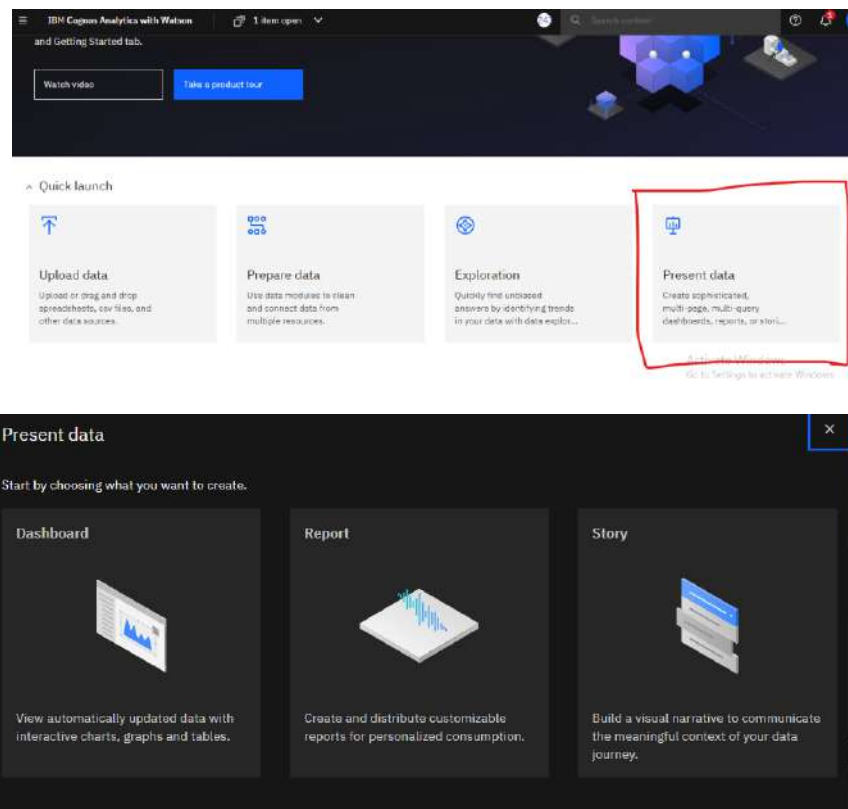 IBM Cognos Analytics with Watson
1 item open
Search content
and Getting Started tab.
Watch video
Take a product tour
Quick launch
Upload data
Upload or drag and drop
spreadsheets, csv files, and
other data sources.
Prepare data
Use data modules to clean
and connect data from
multiple resources.
Exploration
Quickly find unbiased
answers by identifying trends
in your data with data explor...
Present data
Create sophisticated,
multi-page, multi-query
dashboards, reports, or stori...
Activate Windows
Go to Settings to activate Windows.
Present data
Start by choosing what you want to create.
Dashboard
View automatically updated data with
interactive charts, graphs and tables.
Report
Create and distribute customizable
reports for personalized consumption.
Story
Build a visual narrative to communicate
the meaningful context of your data
journey.